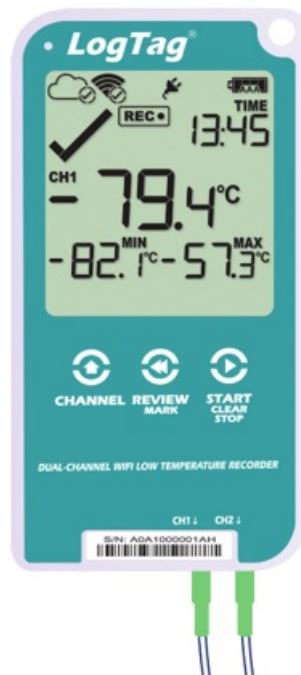 LogTag®
AAA
REC
TIME
13:45
CH1
-79.4°C
MIN MAX
-82.1°C -57.3°C
CHANNEL REVIEW START
MARK CLEAR
STOP
DUAL-CHANNEL WIFI LOW TEMPERATURE RECORDER
CH1 ↓ CH2 ↓
S/N: A0A1000001AH